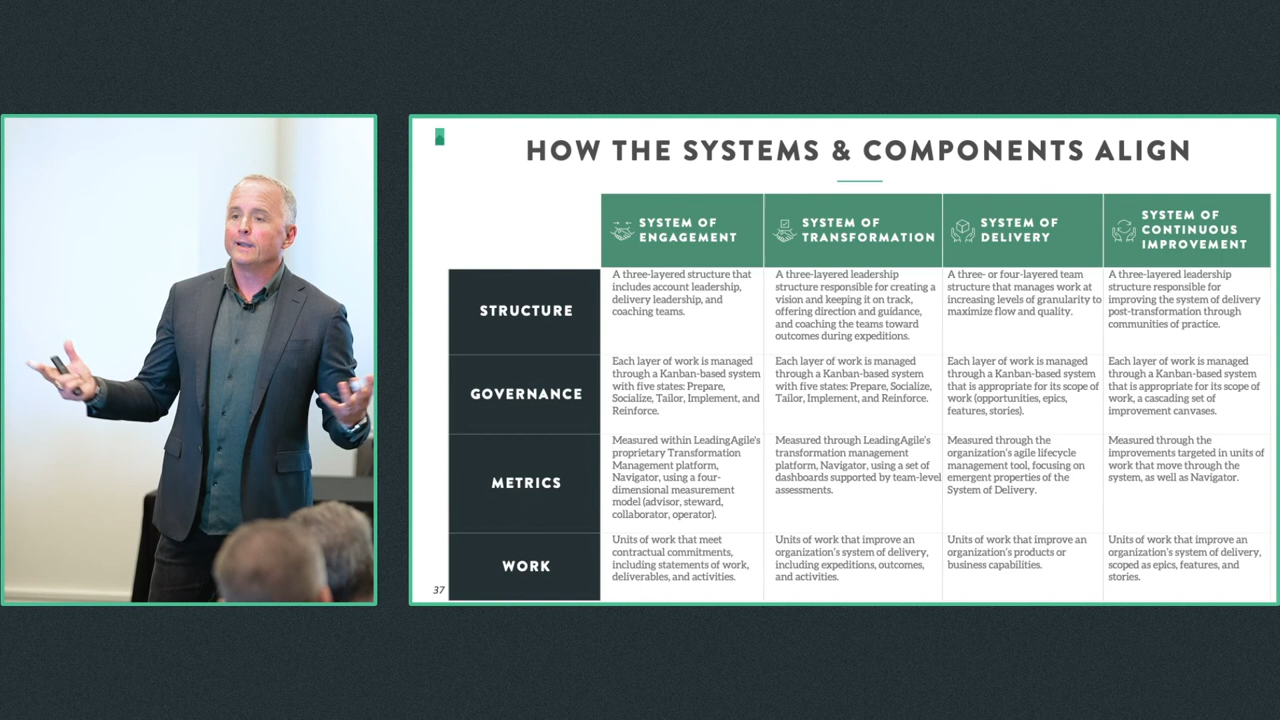 HOW THE SYSTEMS & COMPONENTS ALIGN
SYSTEM OF
ENGAGEMENT
SYSTEM OF
TRANSFORMATION
SYSTEM OF
DELIVERY
SYSTEM OF
CONTINUOUS
IMPROVEMENT
STRUCTURE
A three-layered structure that
includes account leadership,
delivery leadership, and
coaching teams.
A three-layered leadership
structure responsible for creating a
vision and keeping it on track,
offering direction and guidance,
and coaching the teams toward
outcomes during expeditions.
A three- or four-layered team
structure that manages work at
increasing levels of granularity to
maximize flow and quality.
A three-layered leadership
structure responsible for
improving the system of delivery
post-transformation through
communities of practice.
GOVERNANCE
Each layer of work is managed
through a Kanban-based system
with five states: Prepare,
Socialize, Tailor, Implement, and
Reinforce.
Each layer of work is managed
through a Kanban-based system
with five states: Prepare, Socialize,
Tailor, Implement, and Reinforce.
Each layer of work is managed
through a Kanban-based system
that is appropriate for its scope of
work (opportunities, epics,
features, stories).
Each layer of work is managed
through a Kanban-based system
that is appropriate for its scope of
work, a cascading set of
improvement canvases.
METRICS
Measured within LeadingAgile's
proprietary Transformation
Management platform,
Navigator, using a four-
dimensional measurement
model (advisor, steward,
collaborator, operator).
Measured through LeadingAgile's
transformation management
platform, Navigator, using a set of
dashboards supported by team-level
assessments.
Measured through the
organization's agile lifecycle
management tool, focusing on
emergent properties of the
System of Delivery.
Measured through the
improvements targeted in units of
work that move through the
system, as well as Navigator.
WORK
Units of work that meet
contractual commitments,
including statements of work,
deliverables, and activities.
Units of work that improve an
organization's system of delivery,
including expeditions, outcomes,
and activities.
Units of work that improve an
organization's products or
business capabilities.
Units of work that improve an
organization's system of delivery,
scoped as epics, features, and
stories.
37